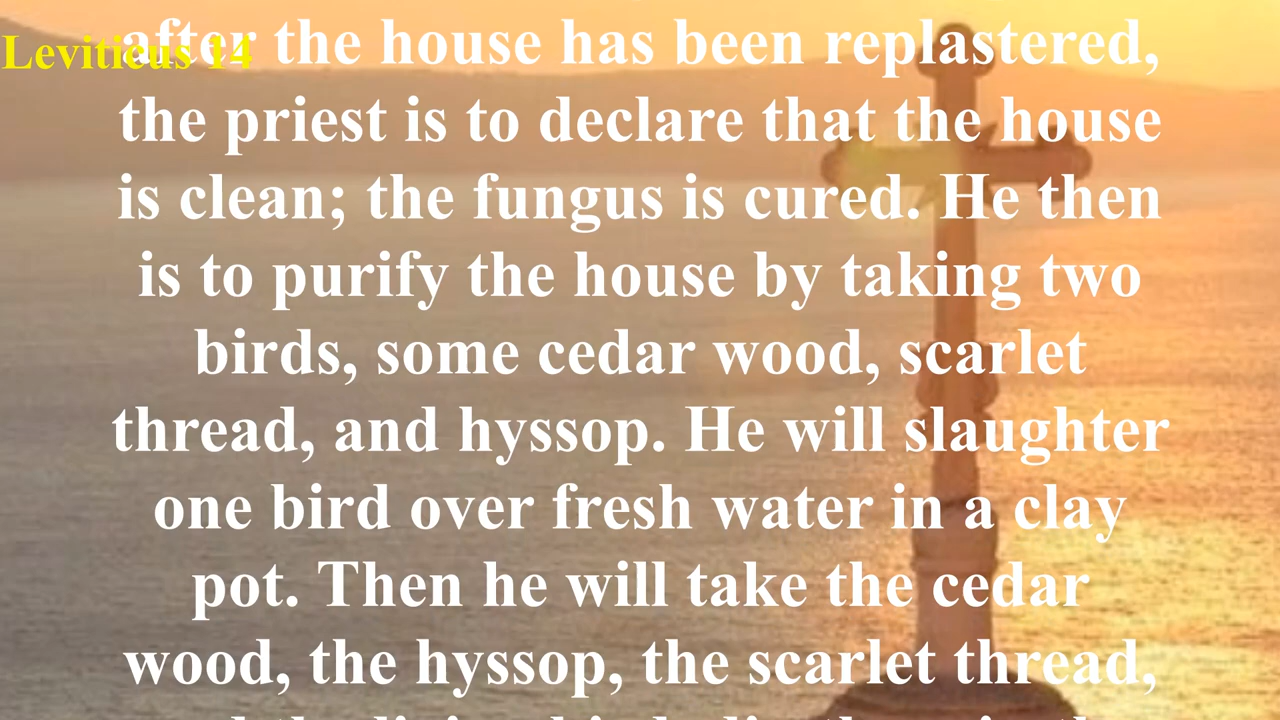 Leviticus 14
after the house has been replastered,
the priest is to declare that the house
is clean; the fungus is cured. He then
is to purify the house by taking two
birds, some cedar wood, scarlet
thread, and hyssop. He will slaughter
one bird over fresh water in a clay
pot. Then he will take the cedar
wood, the hyssop, the scarlet thread,